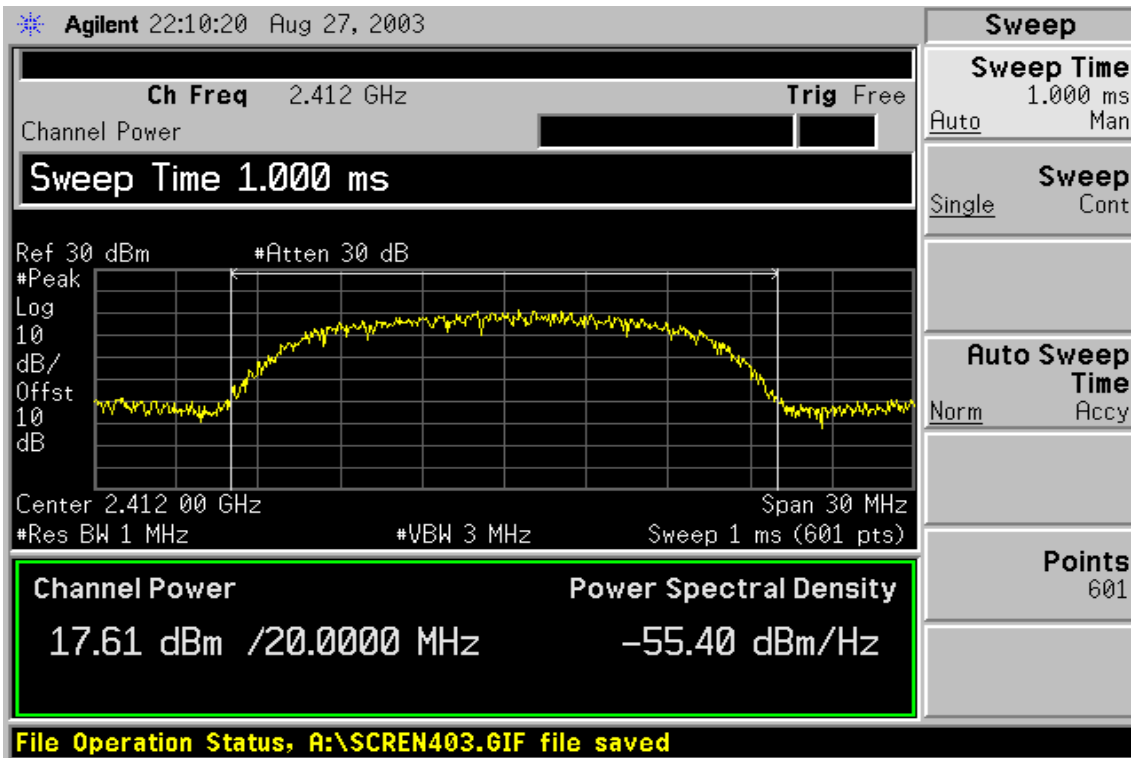 Agilent 22:10:20 Aug 27, 2003
Ch Freq 2.412 GHz Trig Free
Channel Power
Sweep Time 1.000 ms
Ref 30 dBm #Atten 30 dB
#Peak
Log
10
dB/
Offst
10
dB
Center 2.412 00 GHz Span 30 MHz
#Res BW 1 MHz #VBW 3 MHz Sweep 1 ms (601 pts)
Channel Power Power Spectral Density
17.61 dBm /20.0000 MHz -55.40 dBm/Hz
File Operation Status, A:\SCREN403.GIF file saved
Sweep
Sweep Time
1.000 ms
Auto Man
Sweep
Single Cont
Auto Sweep
Time
Norm Accy
Points
601